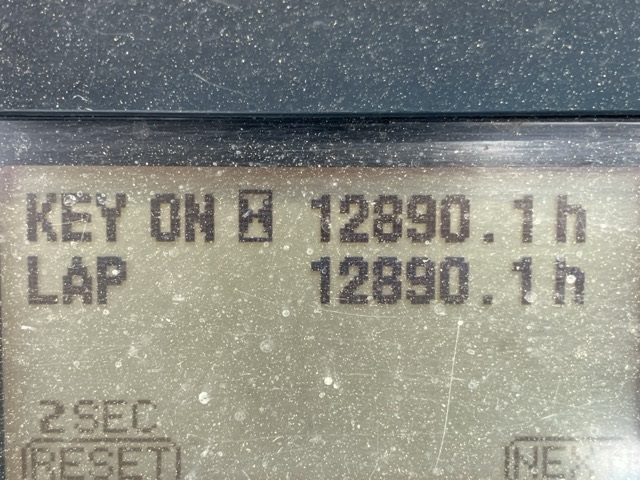 KEY ON H 12890.1h
LAP 12890.1h
2SEC
RESET